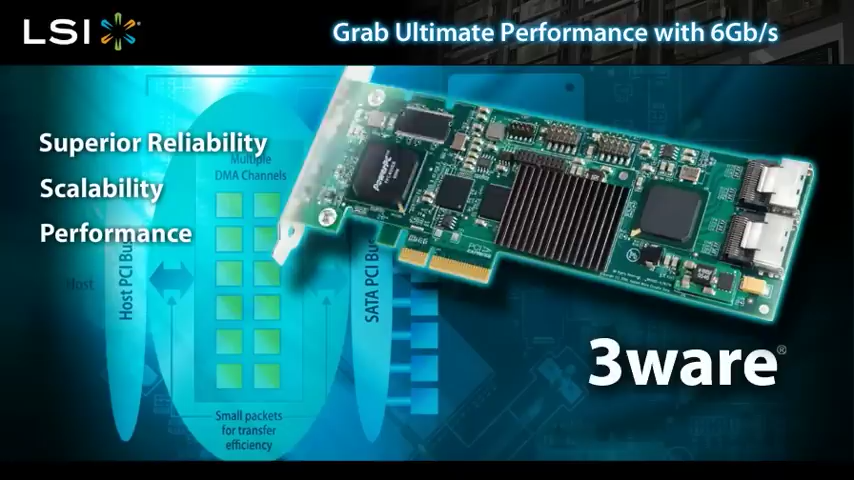 LSI
Grab Ultimate Performance with 6Gb/s
Superior Reliability
Scalability
Performance
Multiple
DMA Channels
Host
Host PCI Bus
SATA PCI Bus
Small packets
for transfer
efficiency
PowerPC
3ware®